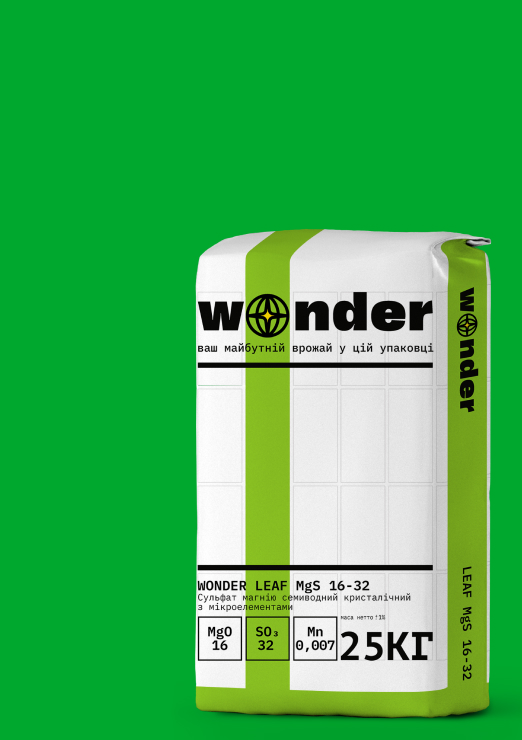 wonder
ваш майбутній врожай у цій упаковці
WONDER LEAF MgS 16-32
Сульфат магнію семиводний кристалічний
з мікроелементами
MgO
16
SO₃
32
Mn
0,007
маса нетто ±1%
25КГ
wonder
LEAF MgS 16-32